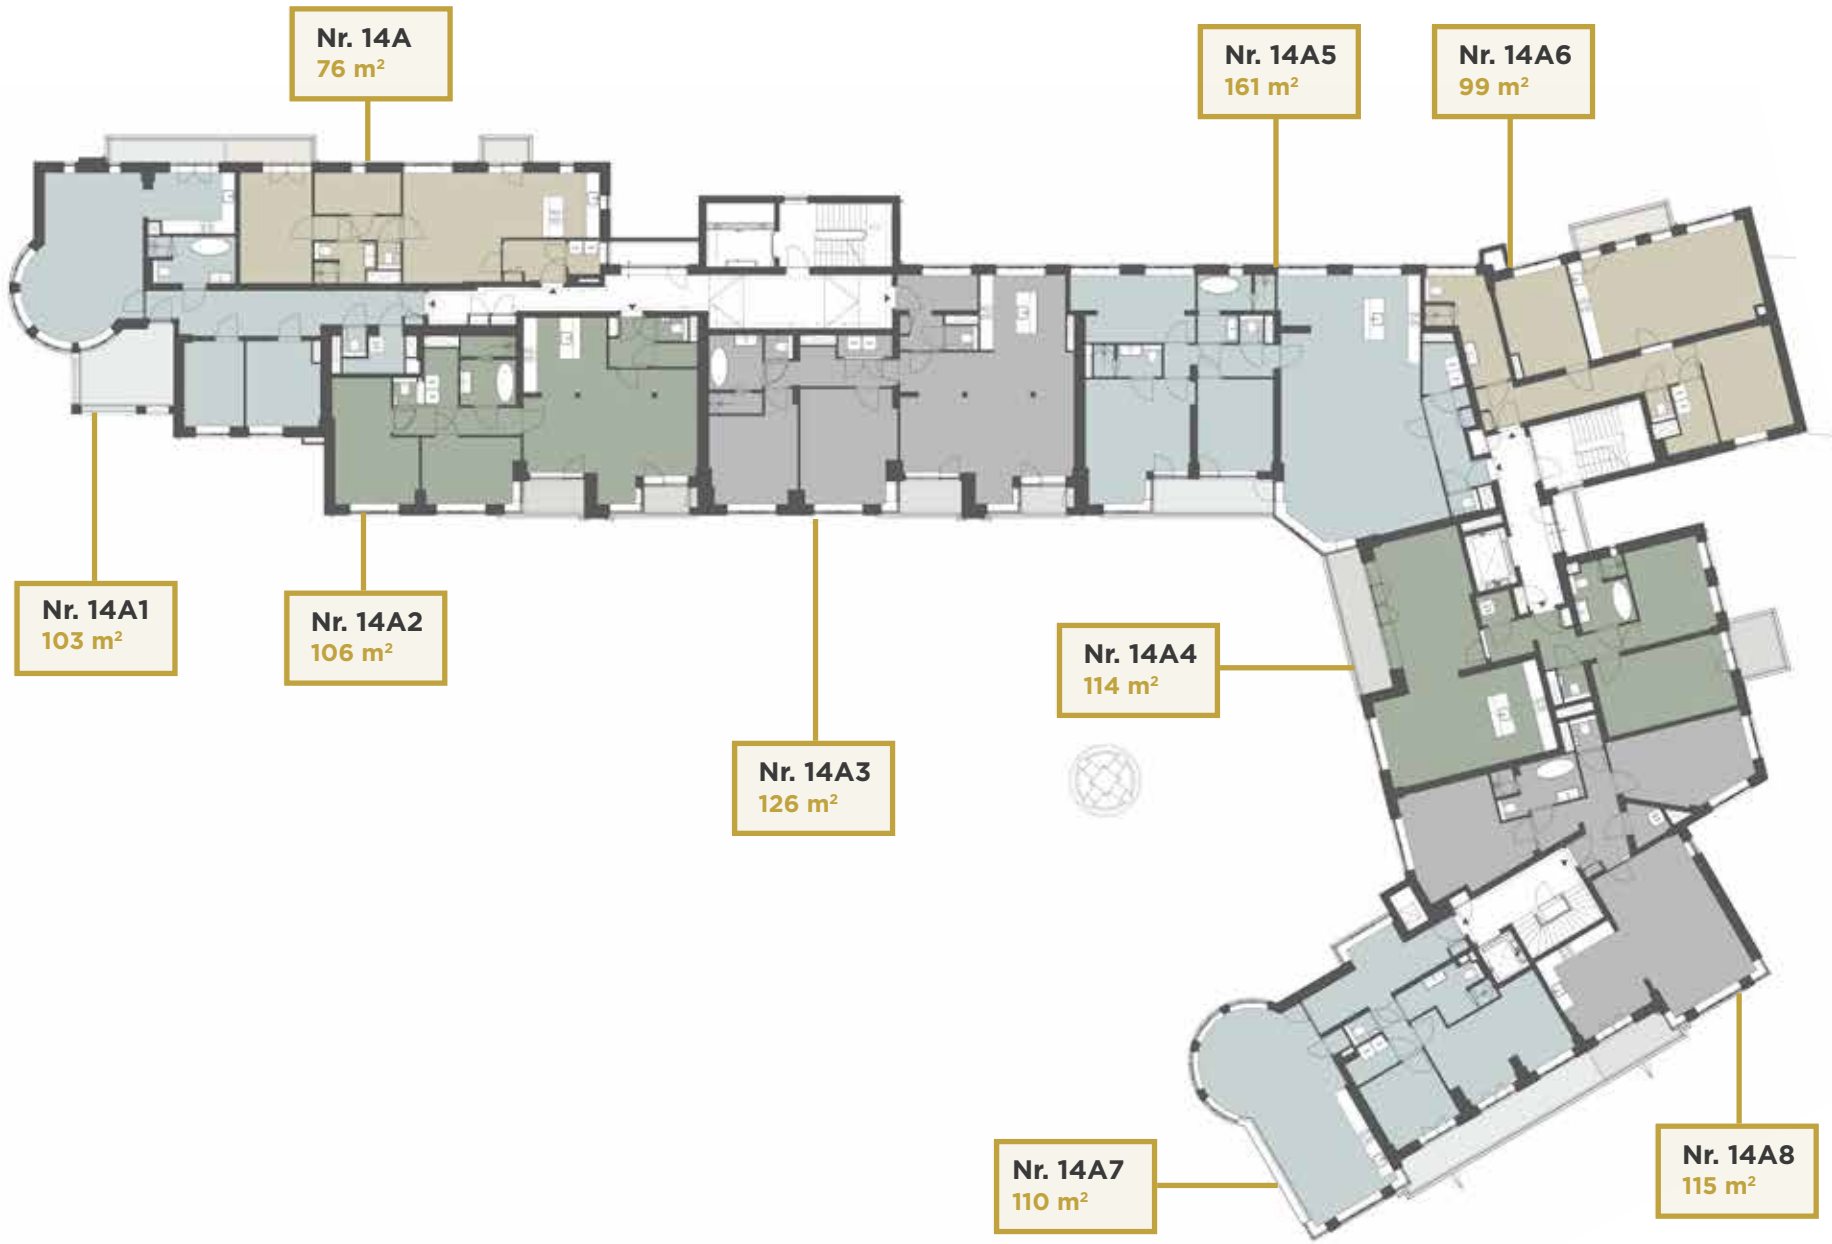 Nr. 14A
76 m²
Nr. 14A5
161 m²
Nr. 14A6
99 m²
Nr. 14A1
103 m²
Nr. 14A2
106 m²
Nr. 14A4
114 m²
Nr. 14A3
126 m²
Nr. 14A7
110 m²
Nr. 14A8
115 m²